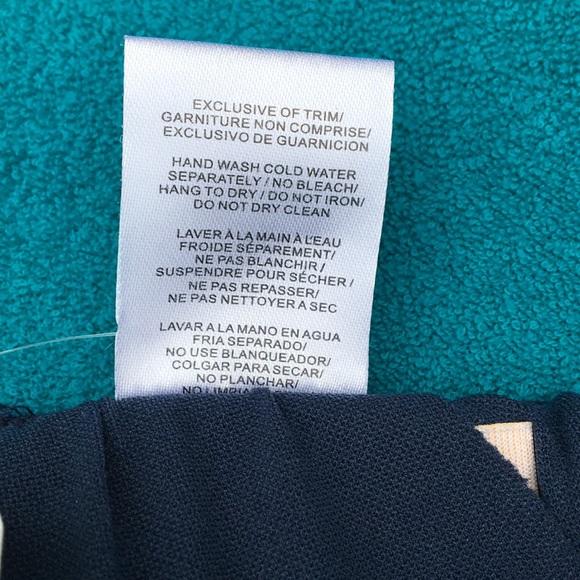 EXCLUSIVE OF TRIM/
GARNITURE NON COMPRISE/
EXCLUSIVO DE GUARNICION
HAND WASH COLD WATER
SEPARATELY / NO BLEACH/
HANG TO DRY / DO NOT IRON/
DO NOT DRY CLEAN
LAVER À LA MAIN À L'EAU
FROIDE SÉPAREMENT/
NE PAS BLANCHIR /
SUSPENDRE POUR SÉCHER /
NE PAS REPASSER/
NE PAS NETTOYER A SEC
LAVAR A LA MANO EN AGUA
FRIA SEPARADO/
NO USE BLANQUEADOR/
COLGAR PARA SECAR/
NO PLANCHAR/
NO